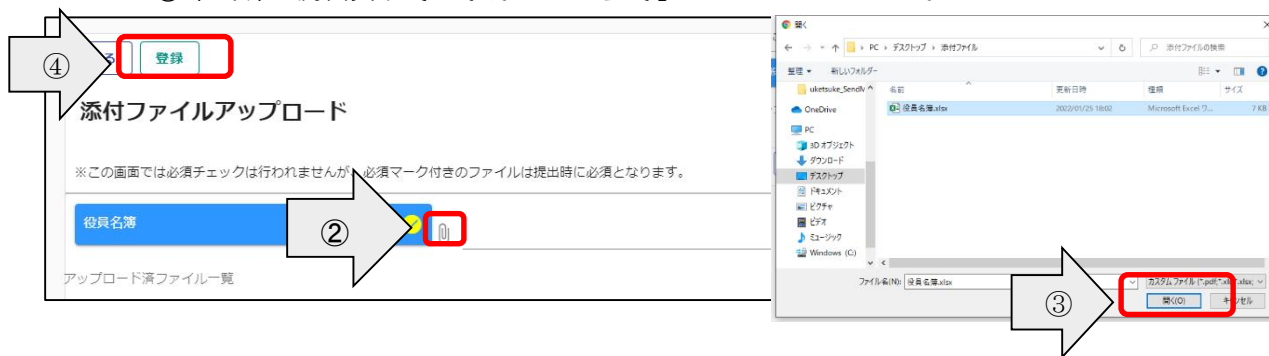 ④
登録
添付ファイルアップロード
※この画面では必須チェックは行われませんが、必須マーク付きのファイルは提出時に必須となります。
役員名簿
②
アップロード済ファイル一覧
開く
PC › デスクトップ › 添付ファイル
添付ファイルの検索
整理 新しいフォルダー
名前 更新日時 種類 サイズ
役員名簿.xlsx 2022/01/25 18:02 Microsoft Excel ワ... 7 KB
OneDrive
PC
3D オブジェクト
ダウンロード
デスクトップ
ドキュメント
ピクチャ
ビデオ
ミュージック
Windows (C:)
ファイル名(N): 役員名簿.xlsx
③
開く(O)